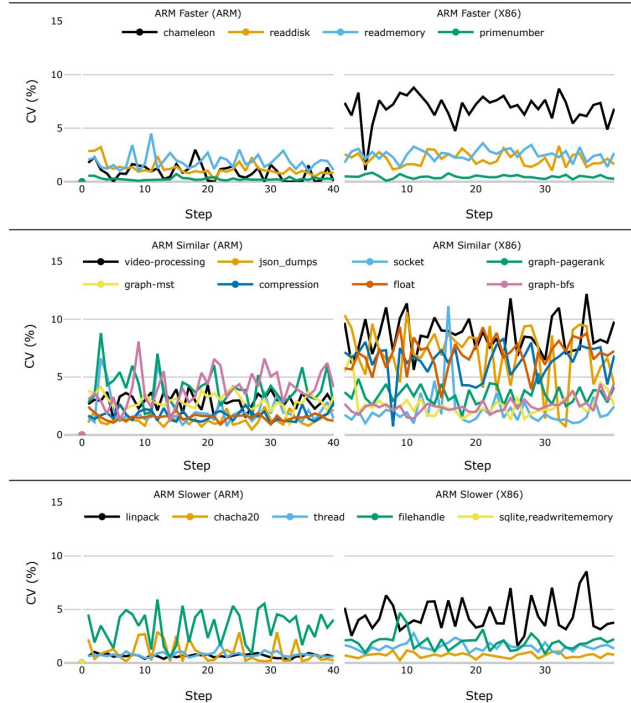 ARM Faster (ARM) ARM Faster (X86)
15
chameleon readdisk readmemory primenumber
10
CV (%)
5
0
0 10 20 30 40 10 20 30
Step Step
ARM Similar (ARM) ARM Similar (X86)
15
video-processing json_dumps socket graph-pagerank
graph-mst compression float graph-bfs
10
CV (%)
5
0
0 10 20 30 40 10 20 30
Step Step
ARM Slower (ARM) ARM Slower (X86)
15
linpack chacha20 thread filehandle sqlite,readwritememory
10
CV (%)
5
0
0 10 20 30 40 10 20 30
Step Step